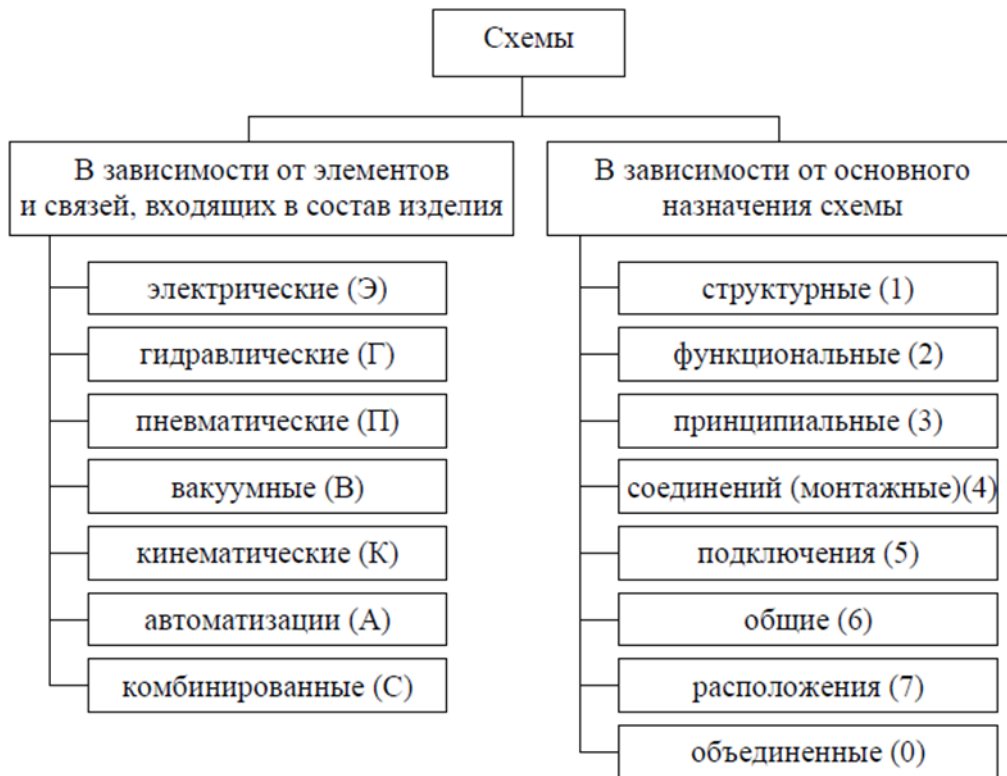 Схемы
В зависимости от элементов
и связей, входящих в состав изделия
электрические (Э)
гидравлические (Г)
пневматические (П)
вакуумные (В)
кинематические (К)
автоматизации (А)
комбинированные (С)
В зависимости от основного
назначения схемы
структурные (1)
функциональные (2)
принципиальные (3)
соединений (монтажные)(4)
подключения (5)
общие (6)
расположения (7)
объединенные (0)